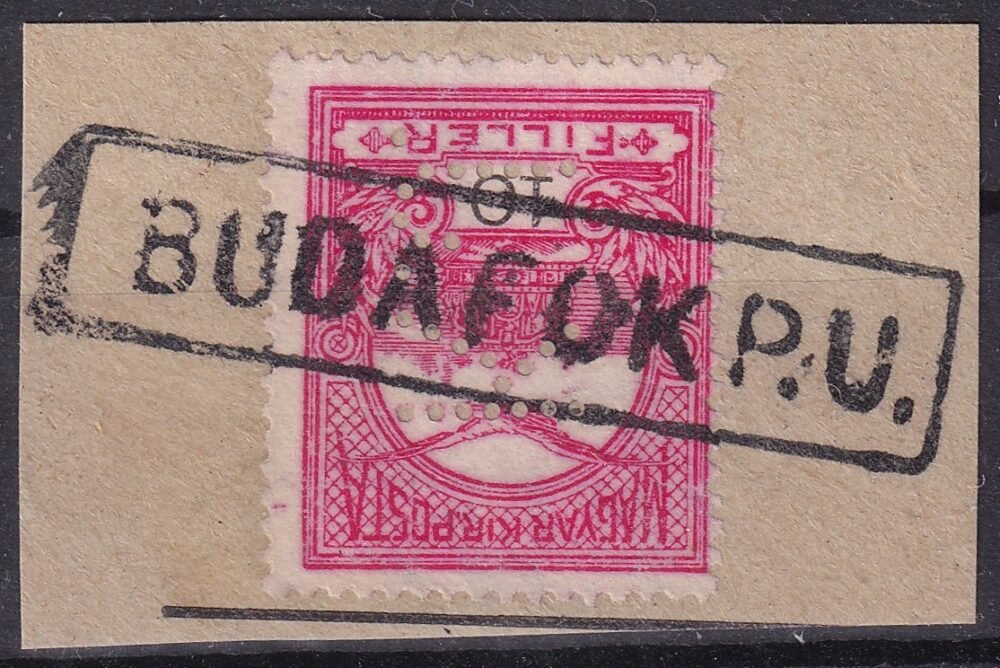 BUDAFOK P.U.
MAGYAR KIR. POSTA
10
FILLÉR